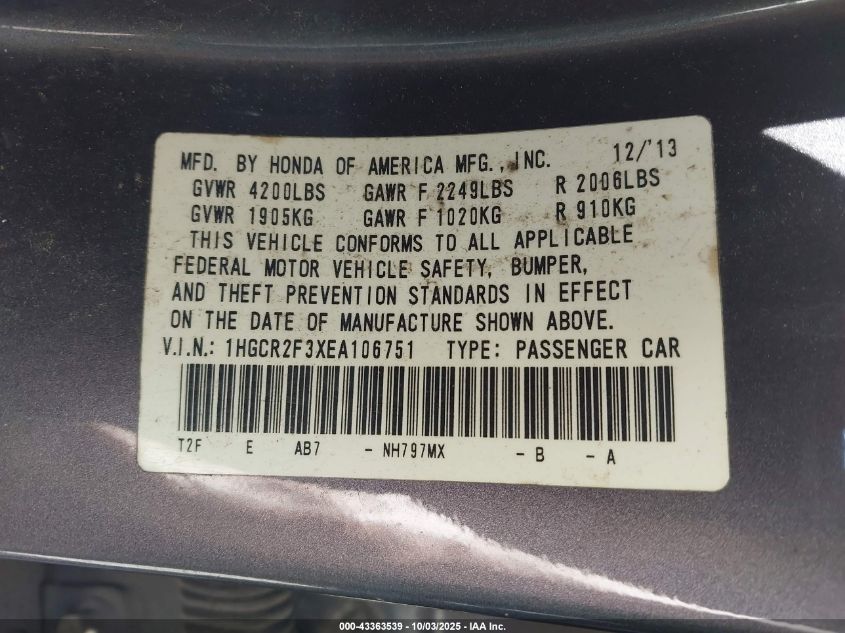 MFD. BY HONDA OF AMERICA MFG., INC. 12/'13
GVWR 4200LBS GAWR F 2249LBS R 2006LBS
GVWR 1905KG GAWR F 1020KG R 910KG
THIS VEHICLE CONFORMS TO ALL APPLICABLE
FEDERAL MOTOR VEHICLE SAFETY, BUMPER,
AND THEFT PREVENTION STANDARDS IN EFFECT
ON THE DATE OF MANUFACTURE SHOWN ABOVE.
V.I.N.: 1HGCR2F3XEA106751 TYPE: PASSENGER CAR
T2F E AB7 - NH797MX - B - A
000-43363539 - 10/03/2025 - IAA Inc.